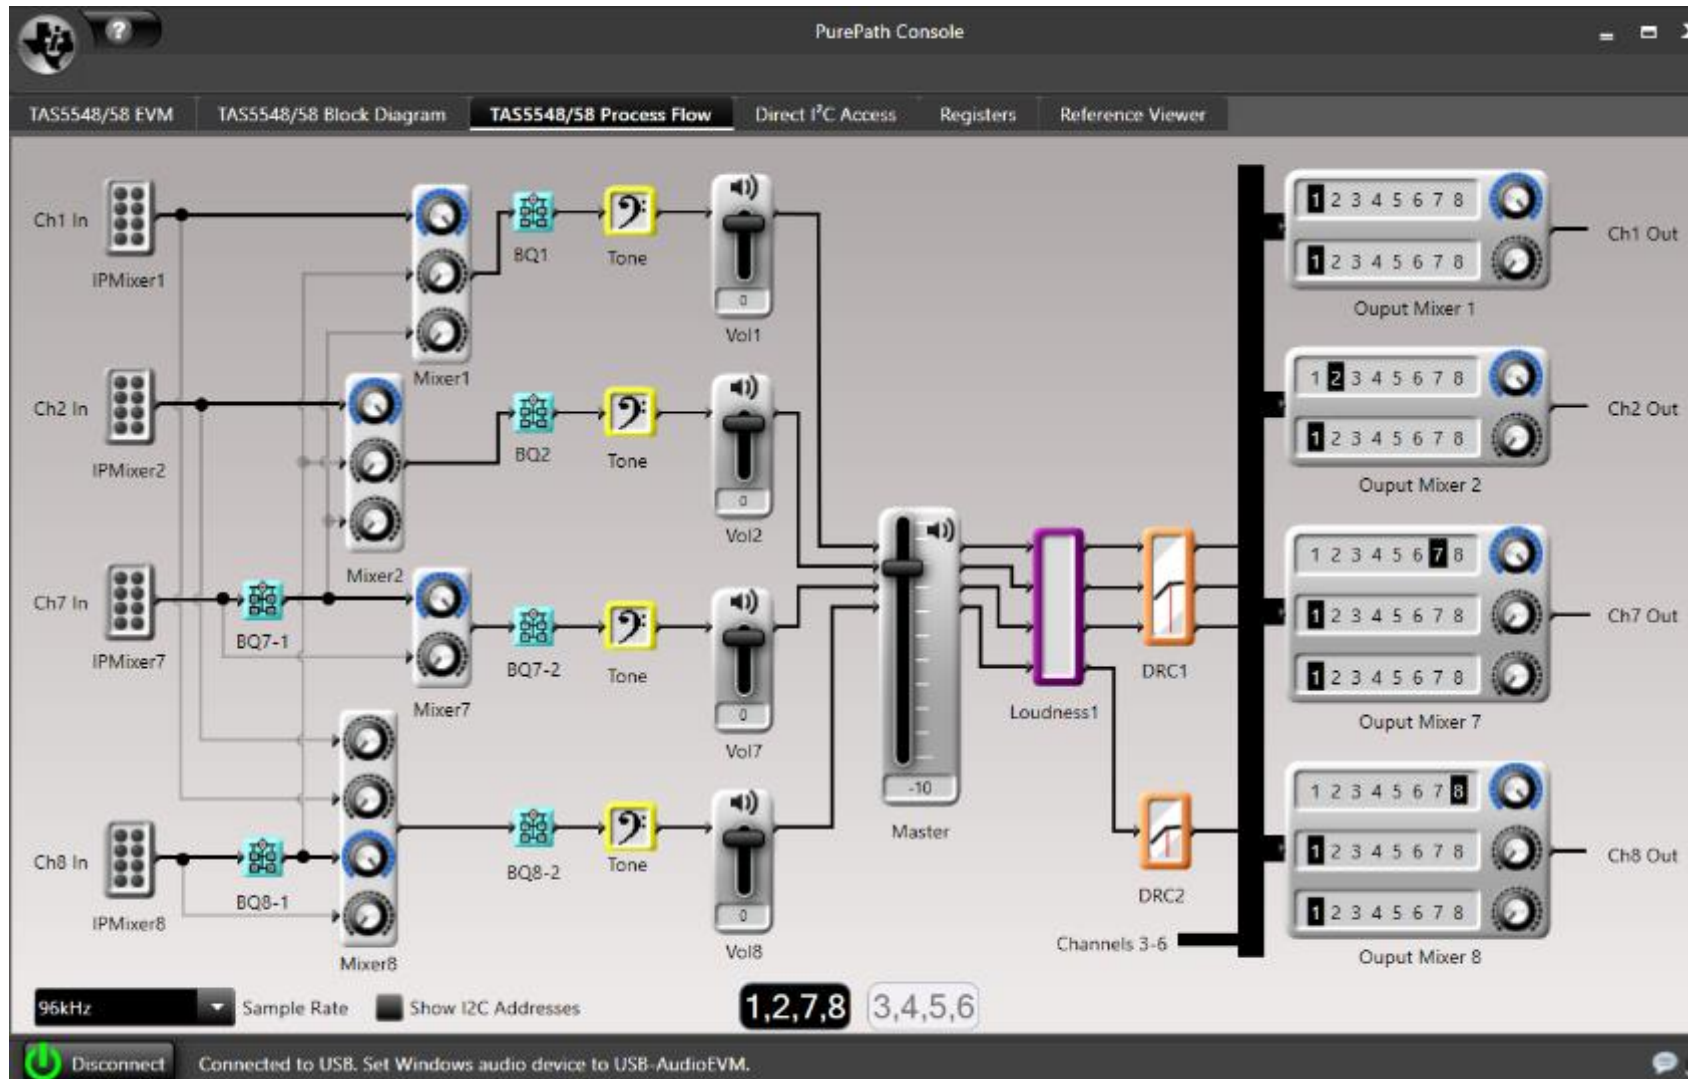 PurePath Console
?
TAS5548/58 EVM
TAS5548/58 Block Diagram
TAS5548/58 Process Flow
Direct I²C Access
Registers
Reference Viewer
Ch1 In
IPMixer1
Mixer1
BQ1
Tone
0
Vol1
Ch2 In
IPMixer2
Mixer2
BQ2
Tone
0
Vol2
Ch7 In
IPMixer7
BQ7-1
Mixer7
BQ7-2
Tone
0
Vol7
Ch8 In
IPMixer8
BQ8-1
Mixer8
BQ8-2
Tone
0
Vol8
-10
Master
Loudness1
DRC1
DRC2
Channels 3-6
1 2 3 4 5 6 7 8
1 2 3 4 5 6 7 8
Ouput Mixer 1
Ch1 Out
1 2 3 4 5 6 7 8
1 2 3 4 5 6 7 8
Ouput Mixer 2
Ch2 Out
1 2 3 4 5 6 7 8
1 2 3 4 5 6 7 8
1 2 3 4 5 6 7 8
Ouput Mixer 7
Ch7 Out
1 2 3 4 5 6 7 8
1 2 3 4 5 6 7 8
1 2 3 4 5 6 7 8
Ouput Mixer 8
Ch8 Out
96kHz
Sample Rate
Show I2C Addresses
1,2,7,8
3,4,5,6
Disconnect
Connected to USB. Set Windows audio device to USB-AudioEVM.